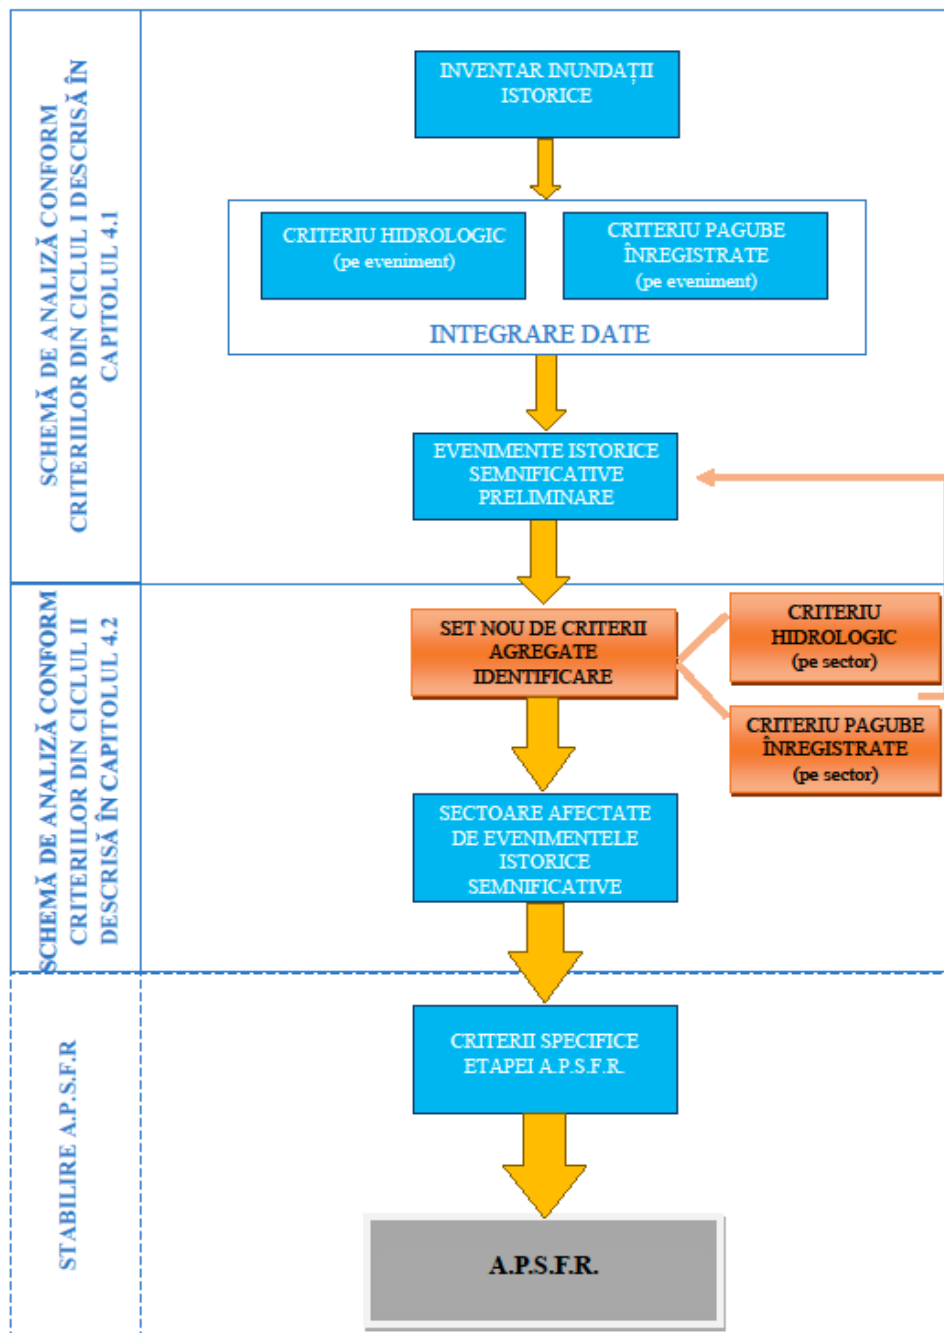 SCHEMĂ DE ANALIZĂ CONFORM
CRITERIILOR DIN CICLUL I DESCRISĂ ÎN
CAPITOLUL 4.1
INVENTAR INUNDAȚII
ISTORICE
CRITERIU HIDROLOGIC
(pe eveniment)
CRITERIU PAGUBE
ÎNREGISTRATE
(pe eveniment)
INTEGRARE DATE
EVENIMENTE ISTORICE
SEMNIFICATIVE
PRELIMINARE
SCHEMĂ DE ANALIZĂ CONFORM
CRITERIILOR DIN CICLUL II
DESCRISĂ ÎN CAPITOLUL 4.2
SET NOU DE CRITERII
AGREGATE
IDENTIFICARE
CRITERIU
HIDROLOGIC
(pe sector)
CRITERIU PAGUBE
ÎNREGISTRATE
(pe sector)
SECTOARE AFECTATE
DE EVENIMENTELE
ISTORICE
SEMNIFICATIVE
STABILIRE A.P.S.F.R
CRITERII SPECIFICE
ETAPEI A.P.S.F.R.
A.P.S.F.R.